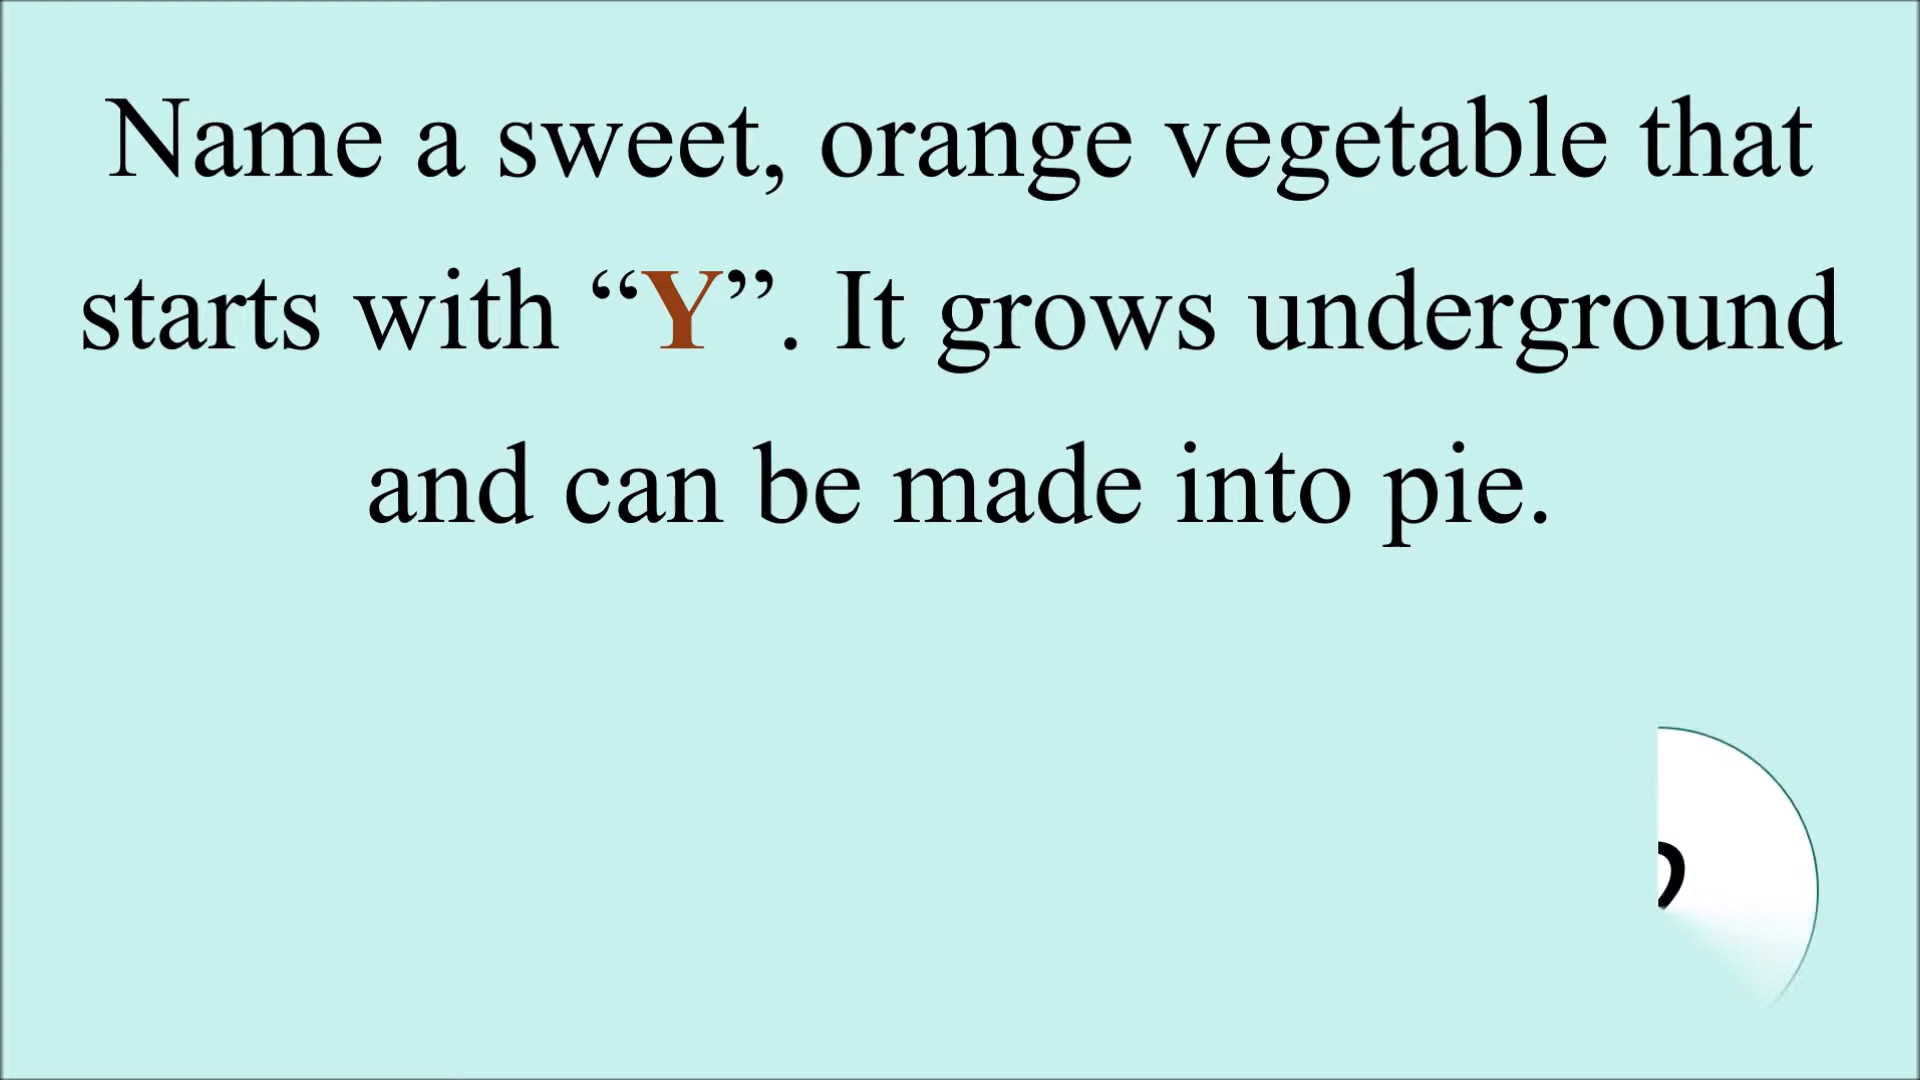 Name a sweet, orange vegetable that
starts with “Y”. It grows underground
and can be made into pie.